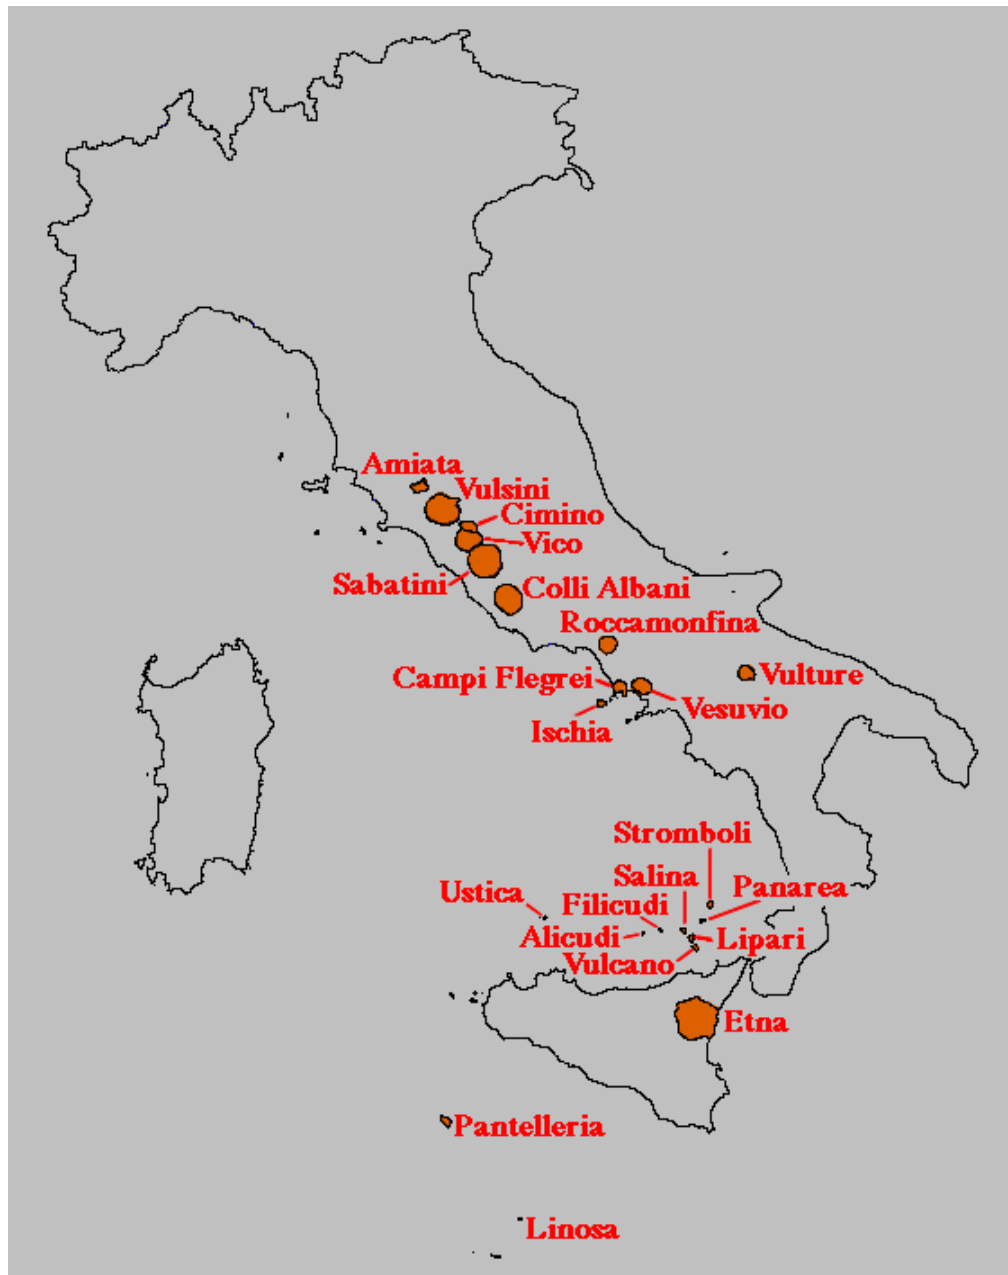 Amiata
Vulsini
Cimino
Vico
Sabatini
Colli Albani
Roccamonfina
Campi Flegrei
Vulture
Vesuvio
Ischia
Stromboli
Salina
Panarea
Ustica
Filicudi
Alicudi
Lipari
Vulcano
Etna
Pantelleria
Linosa